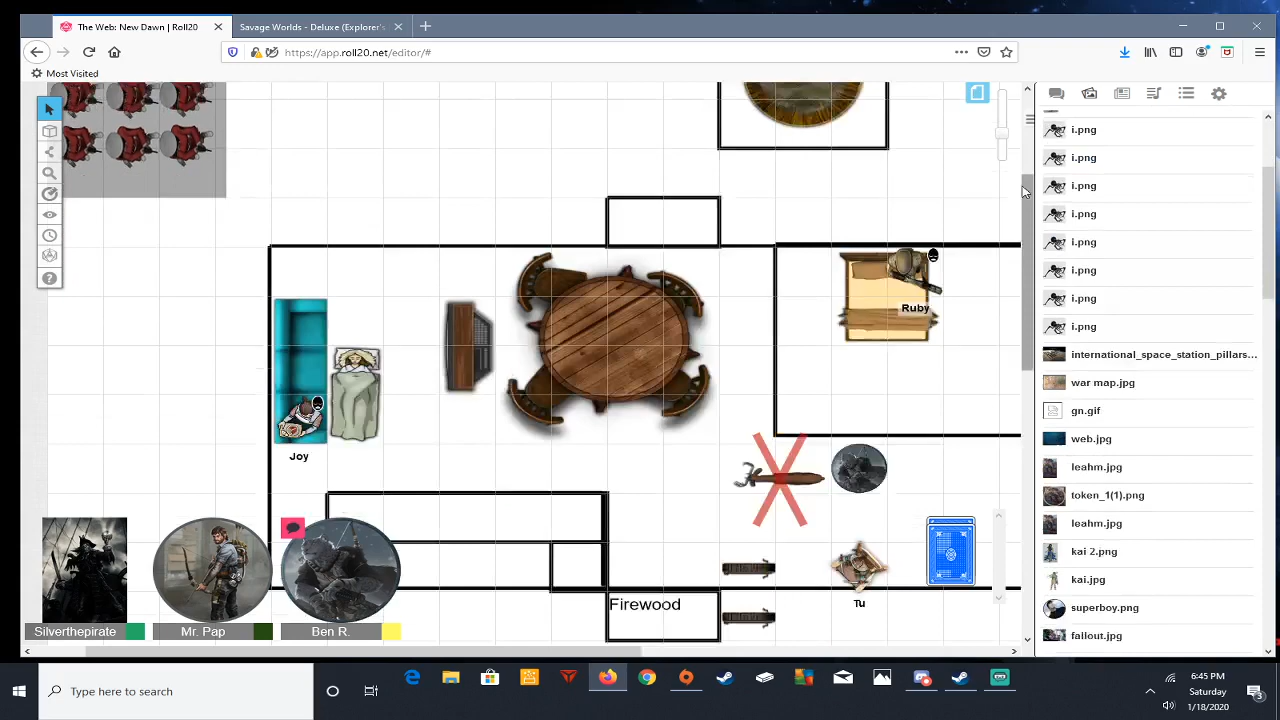 The Web: New Dawn | Roll20
Savage Worlds - Deluxe (Explorer's
https://app.roll20.net/editor/#
Most Visited
i.png
i.png
i.png
i.png
i.png
i.png
i.png
i.png
international_space_station_pillars...
war map.jpg
gn.gif
web.jpg
leahm.jpg
token_1(1).png
leahm.jpg
kai 2.png
kai.jpg
superboy.png
fallout.jpg
Ruby
Joy
Tu
Firewood
Silverthepirate
Mr. Pap
Ben R.
Type here to search
6:45 PM
Saturday
1/18/2020
3